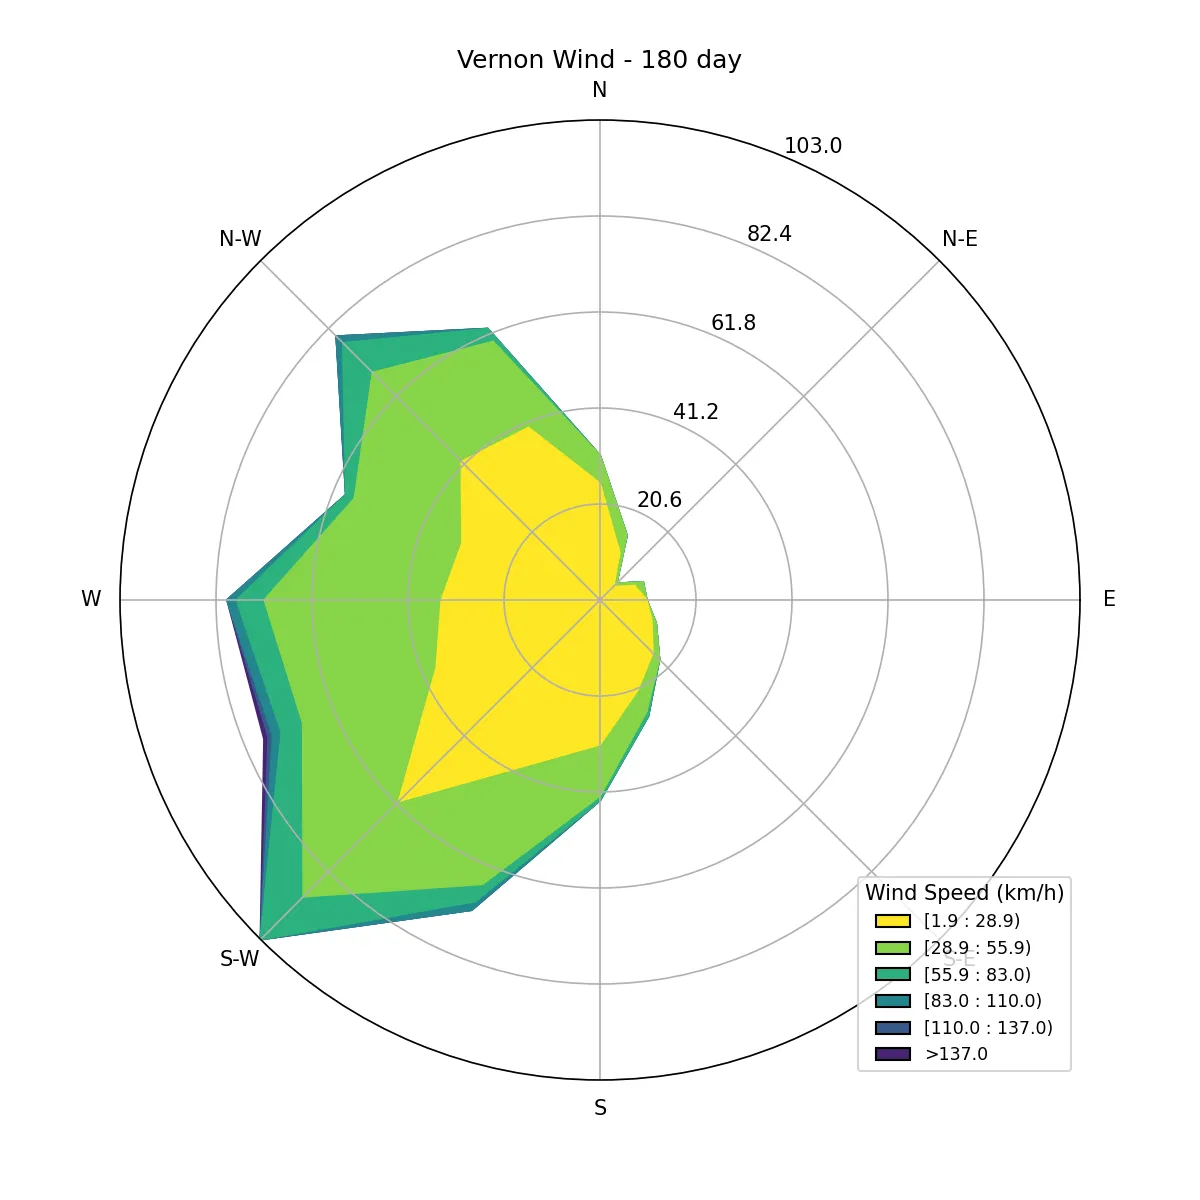 Vernon Wind - 180 day
N
103.0
82.4
N-W
N-E
61.8
41.2
20.6
W
E
S-W
S-E
S
Wind Speed (km/h)
[1.9 : 28.9)
[28.9 : 55.9)
[55.9 : 83.0)
[83.0 : 110.0)
[110.0 : 137.0)
>137.0